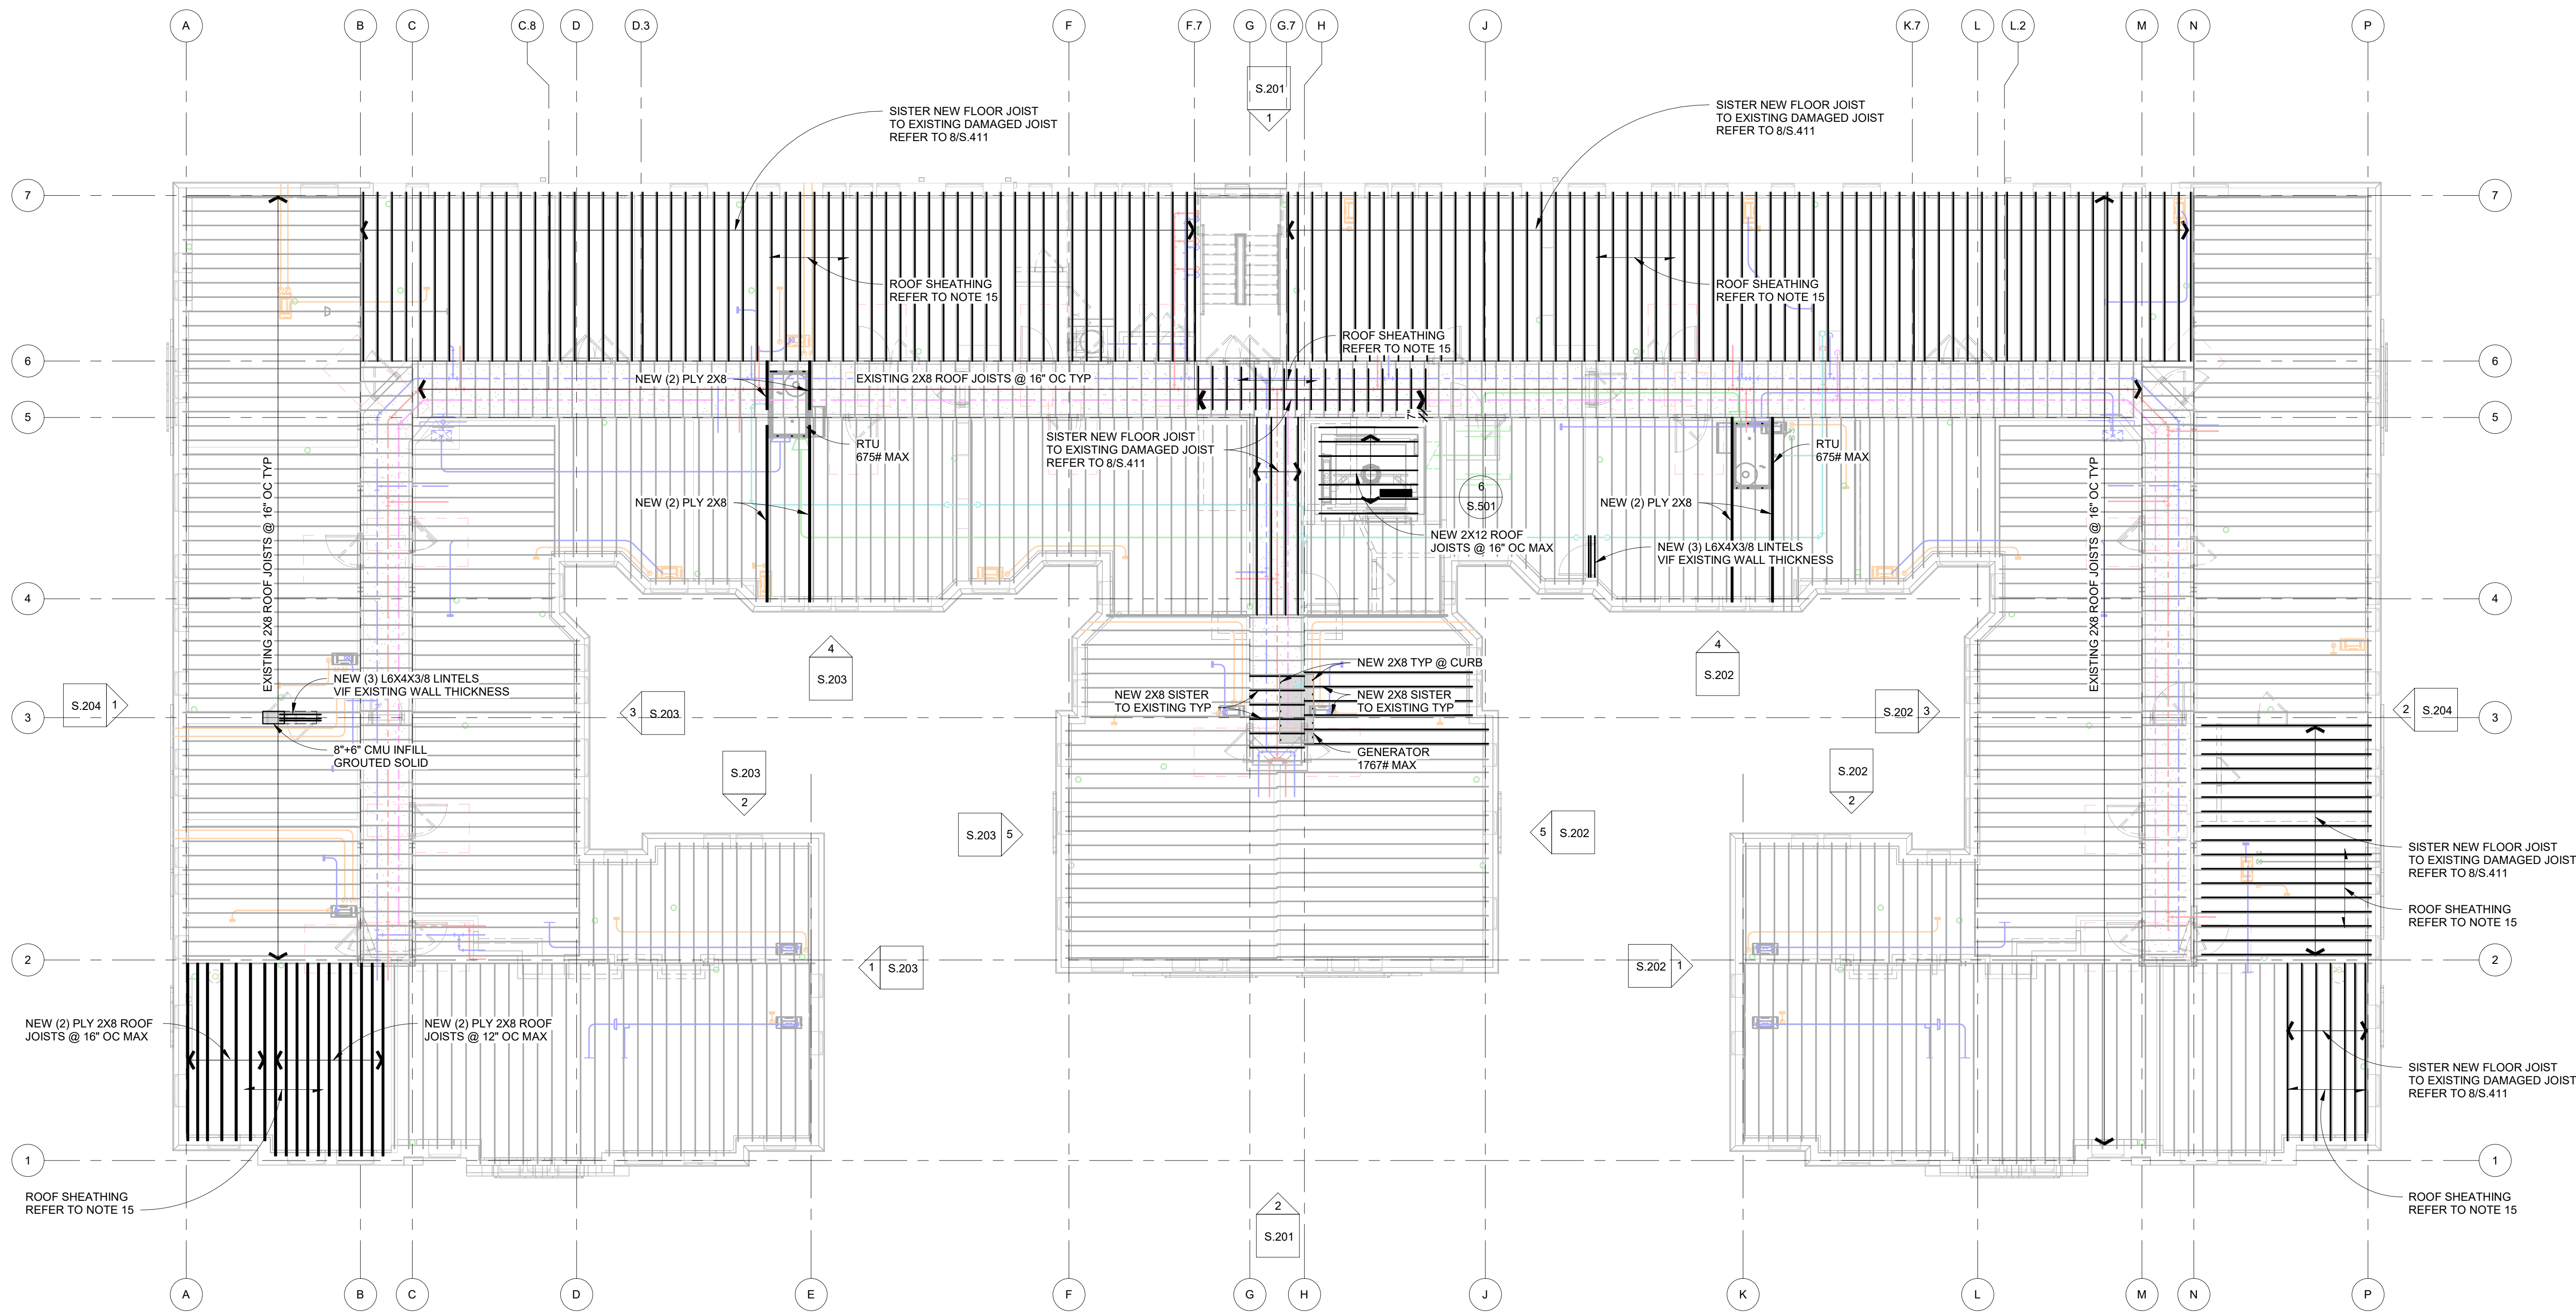 A
B
C
C.8
D
D.3
F
F.7
G
G.7
H
J
K.7
L
L.2
M
N
P
S.201
1
SISTER NEW FLOOR JOIST
TO EXISTING DAMAGED JOIST
REFER TO 8/S.411
SISTER NEW FLOOR JOIST
TO EXISTING DAMAGED JOIST
REFER TO 8/S.411
7
7
ROOF SHEATHING
REFER TO NOTE 15
ROOF SHEATHING
REFER TO NOTE 15
ROOF SHEATHING
REFER TO NOTE 15
6
6
NEW (2) PLY 2X8
EXISTING 2X8 ROOF JOISTS @ 16" OC TYP
5
5
7"
SISTER NEW FLOOR JOIST
TO EXISTING DAMAGED JOIST
REFER TO 8/S.411
RTU
675# MAX
RTU
675# MAX
EXISTING 2X8 ROOF JOISTS @ 16" OC TYP
EXISTING 2X8 ROOF JOISTS @ 16" OC TYP
NEW (2) PLY 2X8
6
S.501
NEW (2) PLY 2X8
NEW 2X12 ROOF
JOISTS @ 16" OC MAX
NEW (3) L6X4X3/8 LINTELS
VIF EXISTING WALL THICKNESS
4
4
4
S.203
4
S.202
NEW 2X8 TYP @ CURB
NEW (3) L6X4X3/8 LINTELS
VIF EXISTING WALL THICKNESS
NEW 2X8 SISTER
TO EXISTING TYP
NEW 2X8 SISTER
TO EXISTING TYP
S.204
1
3
S.203
S.202
3
2
S.204
3
3
8"+6" CMU INFILL
GROUTED SOLID
GENERATOR
1767# MAX
S.203
2
S.202
2
S.203
5
5
S.202
SISTER NEW FLOOR JOIST
TO EXISTING DAMAGED JOIST
REFER TO 8/S.411
ROOF SHEATHING
REFER TO NOTE 15
2
2
1
S.203
S.202
1
NEW (2) PLY 2X8 ROOF
JOISTS @ 16" OC MAX
NEW (2) PLY 2X8 ROOF
JOISTS @ 12" OC MAX
SISTER NEW FLOOR JOIST
TO EXISTING DAMAGED JOIST
REFER TO 8/S.411
1
1
ROOF SHEATHING
REFER TO NOTE 15
ROOF SHEATHING
REFER TO NOTE 15
2
S.201
A
B
C
D
E
F
G
H
J
K
L
M
N
P